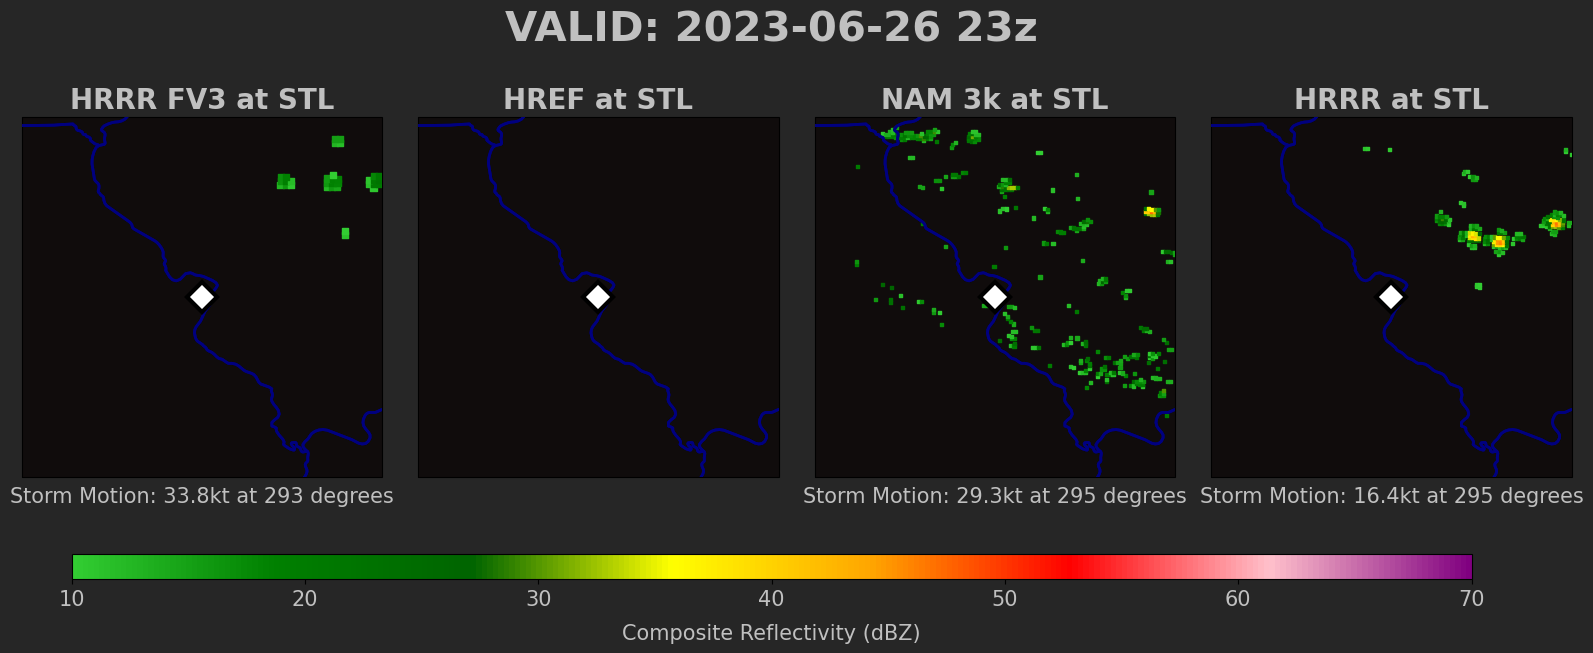 VALID: 2023-06-26 23z
HRRR FV3 at STL
HREF at STL
NAM 3k at STL
HRRR at STL
Storm Motion: 33.8kt at 293 degrees
Storm Motion: 29.3kt at 295 degrees
Storm Motion: 16.4kt at 295 degrees
10 20 30 40 50 60 70
Composite Reflectivity (dBZ)